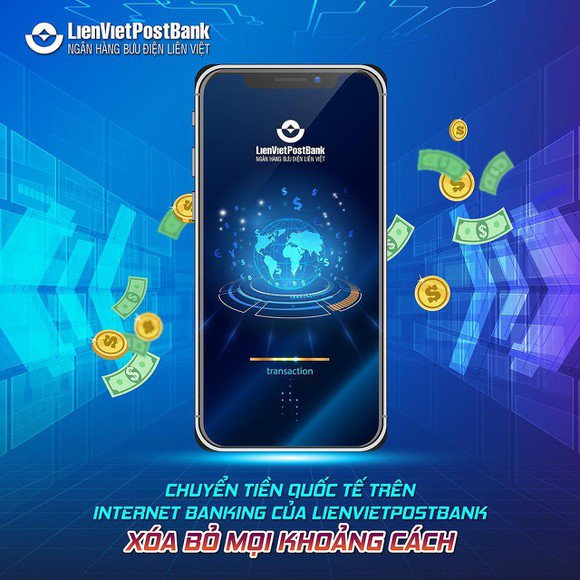 LienVietPostBank
NGÂN HÀNG BƯU ĐIỆN LIÊN VIỆT
LienVietPostBank
NGÂN HÀNG BƯU ĐIỆN LIÊN VIỆT
transaction
CHUYỂN TIỀN QUỐC TẾ TRÊN
INTERNET BANKING CỦA LIENVIETPOSTBANK
XÓA BỎ MỌI KHOẢNG CÁCH